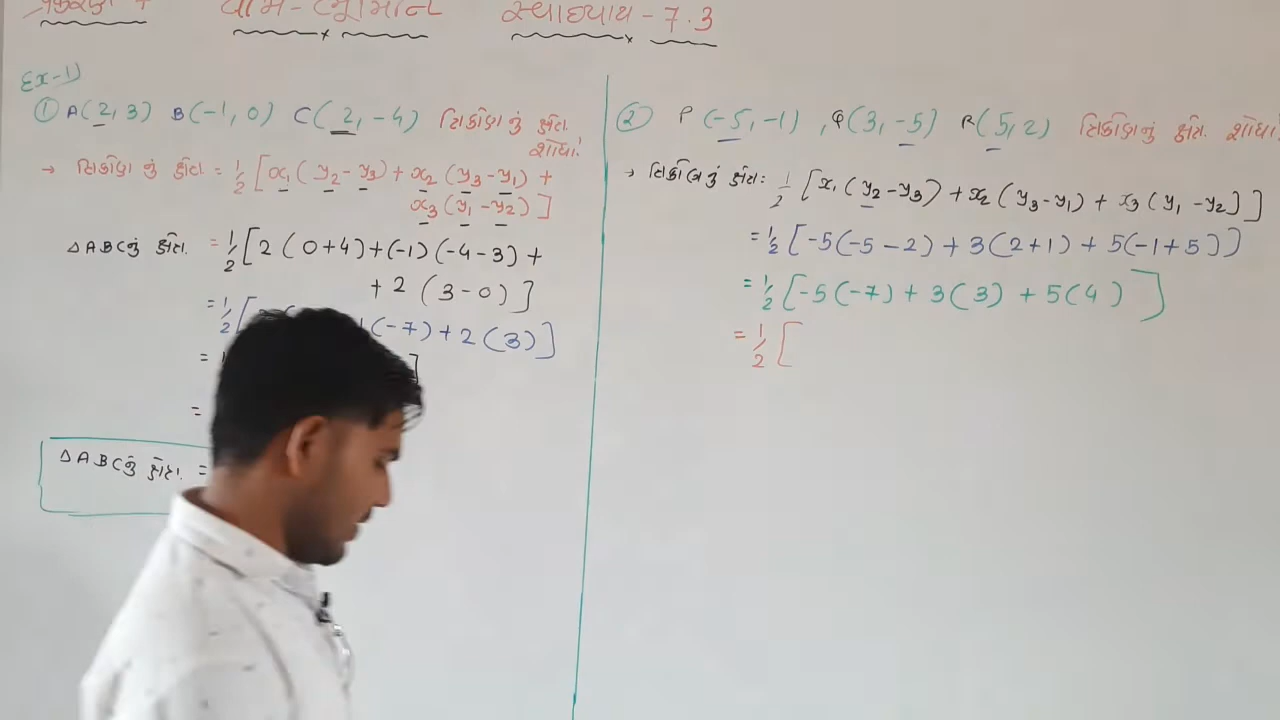 પ્રકરણ 7 યામ-ભૂમિતિ સ્વાધ્યાય - 7.3
Ex-1)
① A(2, 3) B(-1, 0) C(2, -4) ત્રિકોણનું ક્ષેત્ર.
શોધો.
→ ત્રિકોણ નું ક્ષેત્ર = 1/2 [x₁(y₂-y₃) + x₂(y₃-y₁) +
x₃(y₁-y₂)]
△ABCનું ક્ષેત્ર. = 1/2 [2(0+4)+(-1)(-4-3) +
+ 2 (3-0)]
= 1/2 [ (-7) + 2(3)]
= ]
=
△ABCનું ક્ષેત્ર. =
② P(-5, -1), Q(3, -5) R(5, 2) ત્રિકોણનું ક્ષેત્ર. શોધો.
→ ત્રિકોણનું ક્ષેત્ર: 1/2 [x₁(y₂-y₃) + x₂(y₃-y₁) + x₃(y₁-y₂)]
= 1/2 [-5(-5-2) + 3(2+1) + 5(-1+5)]
= 1/2 [-5(-7) + 3(3) + 5(4)]
= 1/2 [